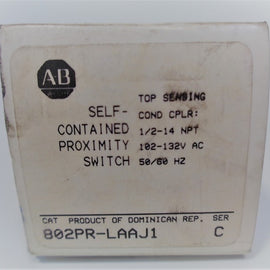 AB
TOP SENSING
SELF- COND CPLR:
CONTAINED 1/2-14 NPT
PROXIMITY 102-132V AC
SWITCH 50/60 HZ
CAT PRODUCT OF DOMINICAN REP. SER
802PR-LAAJ1 C